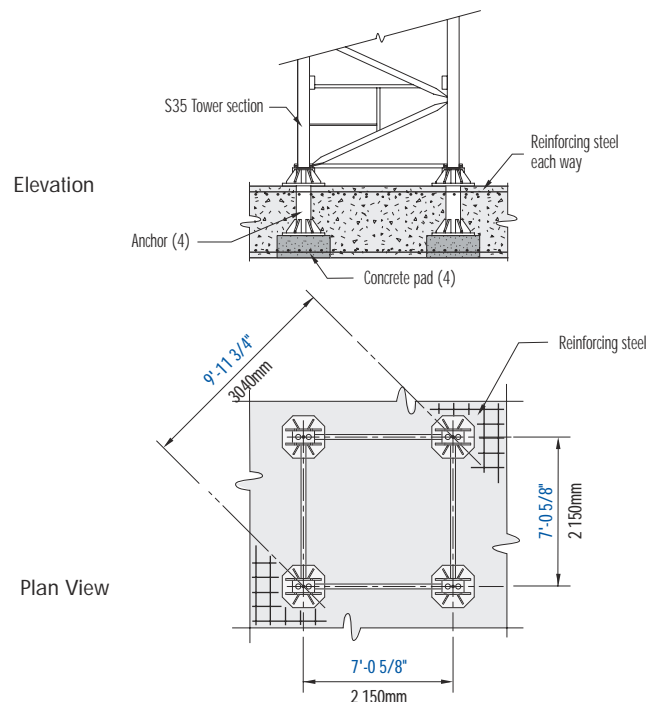 S35 Tower section
Reinforcing steel
each way
Elevation
Anchor (4)
Concrete pad (4)
9'-11 3/4"
3040mm
Reinforcing steel
7'-0 5/8"
2 150mm
Plan View
7'-0 5/8"
2 150mm